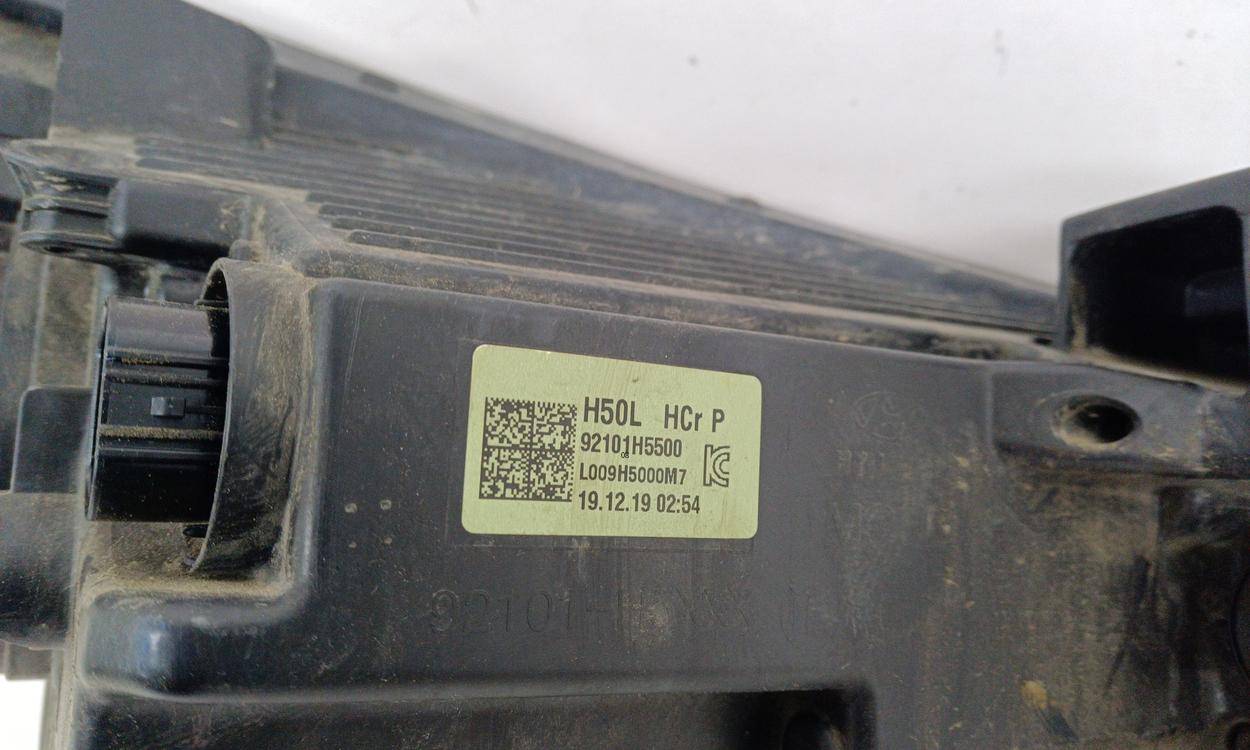 H50L HCr P
92101H5500
L009H5000M7
19.12.19 02:54